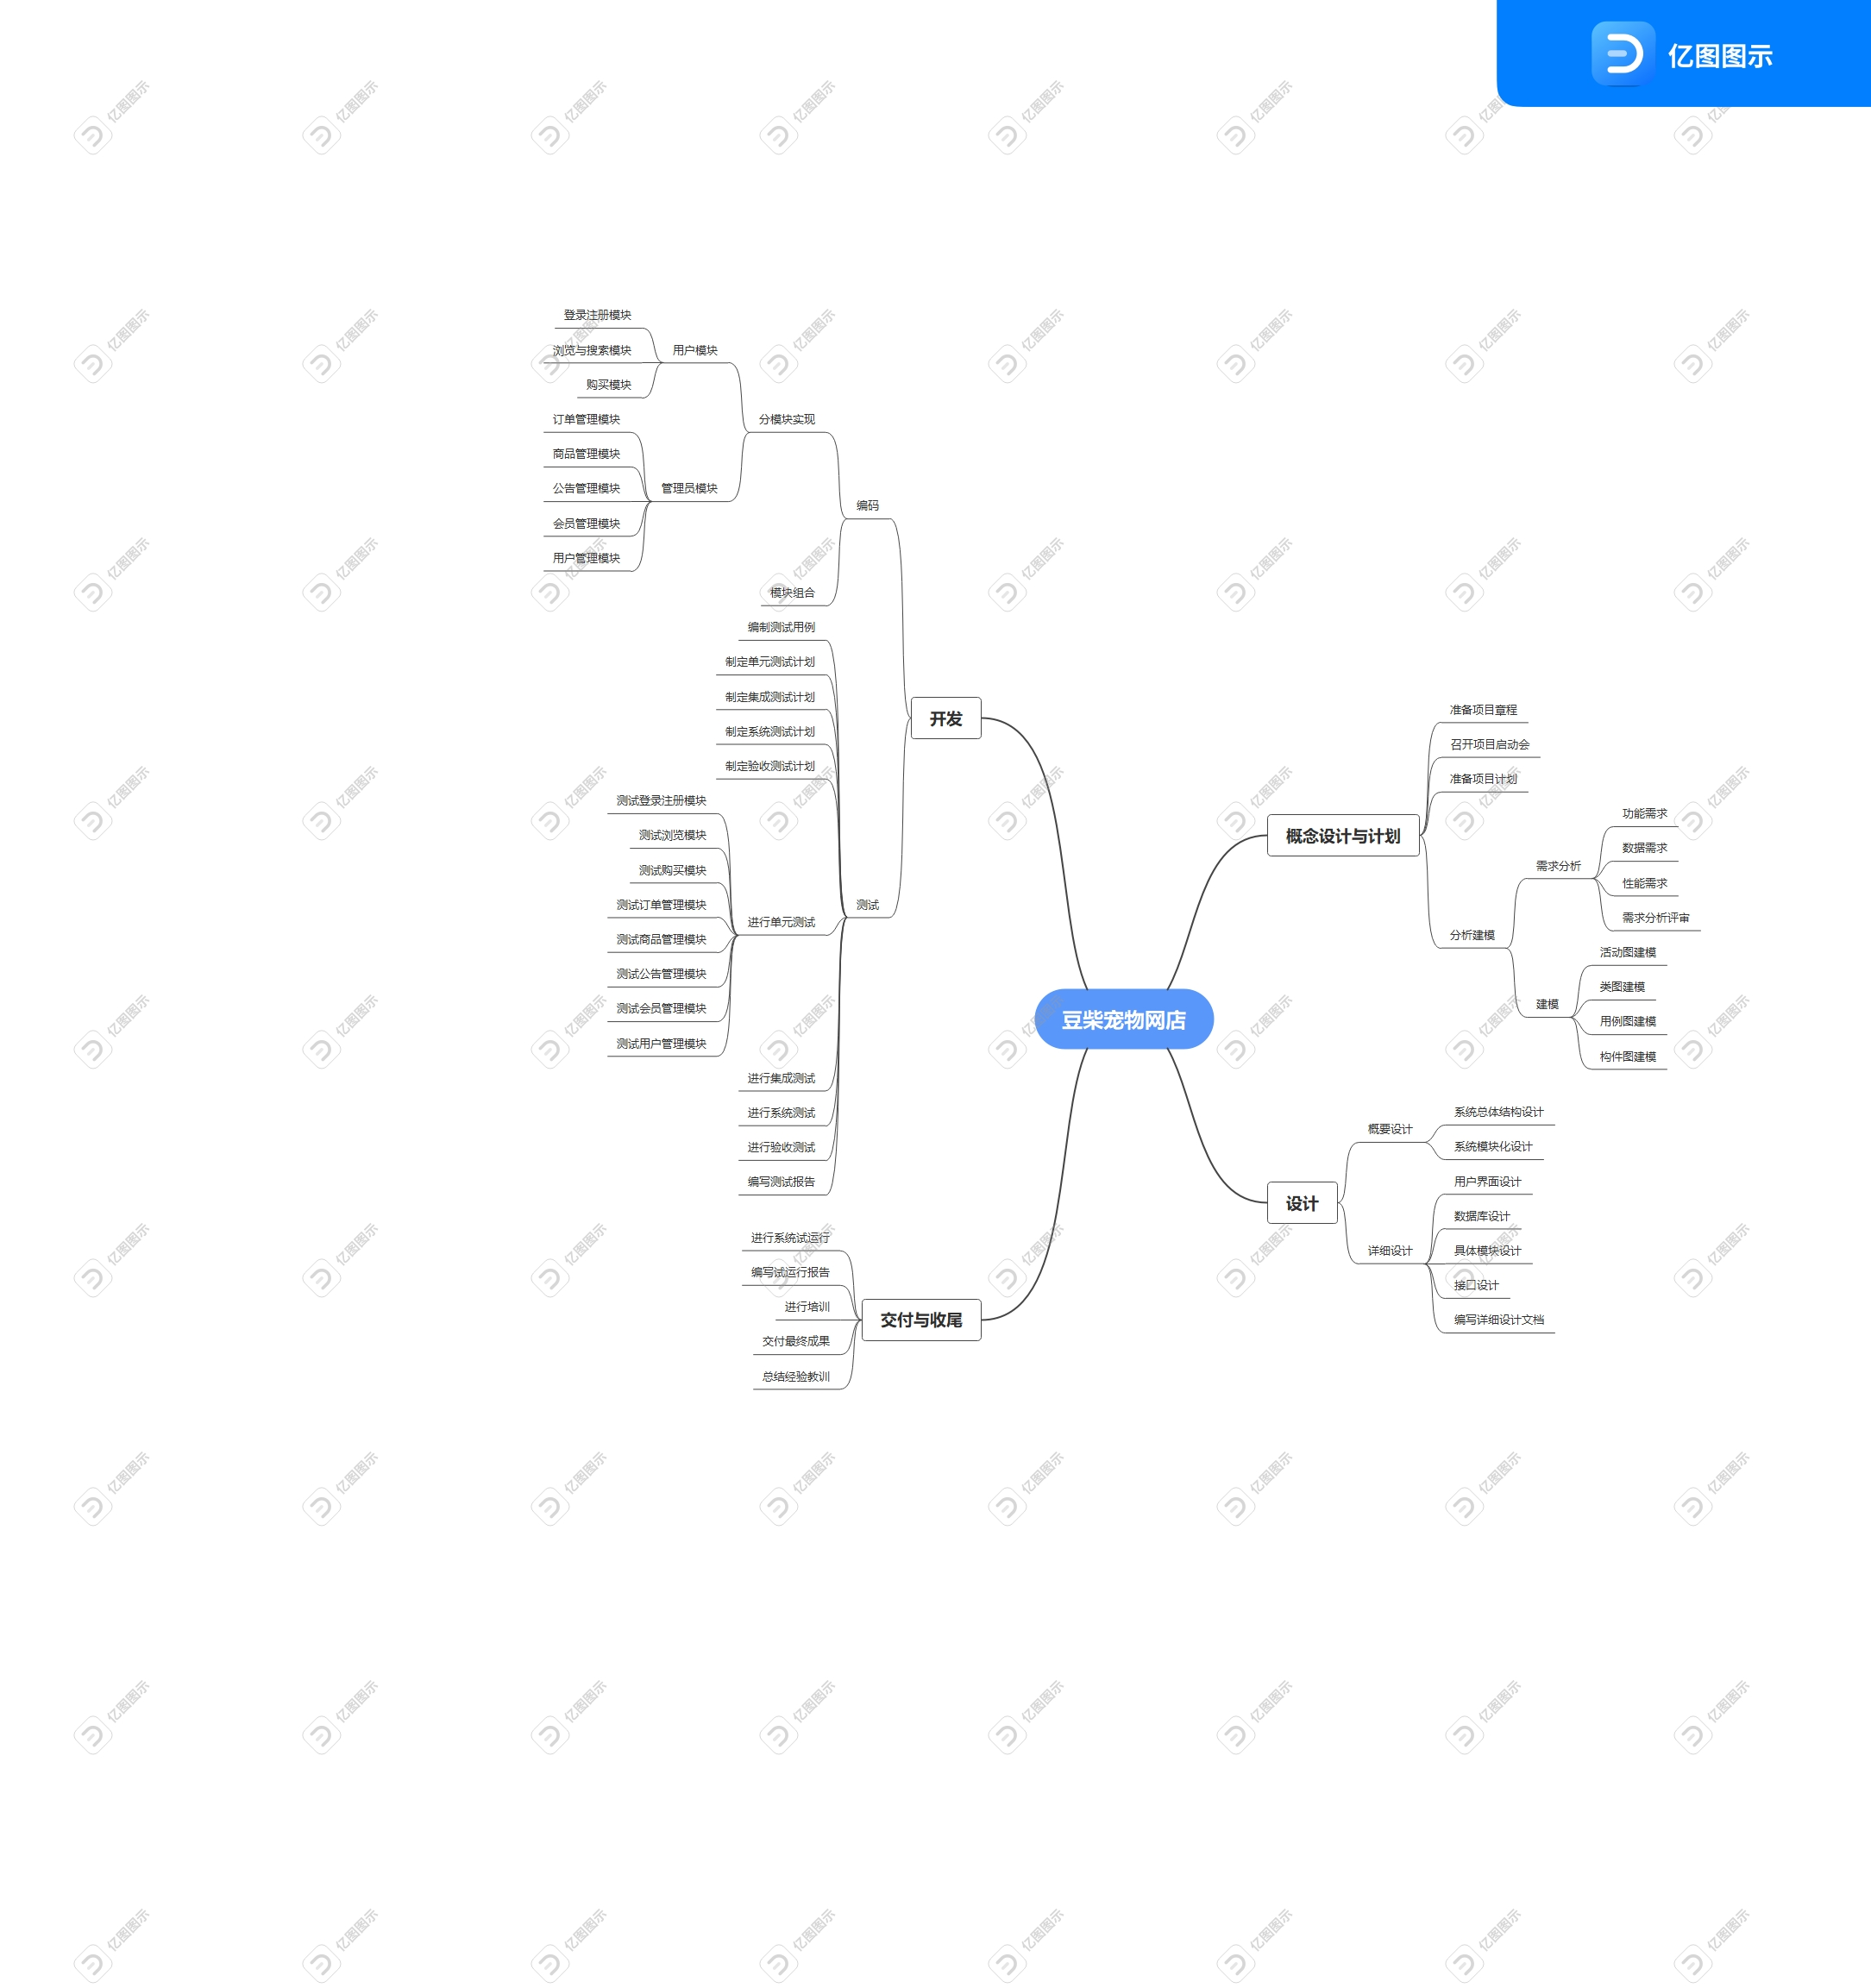 亿图图示
豆柴宠物网店
概念设计与计划
准备项目章程
召开项目启动会
准备项目计划
分析建模
需求分析
功能需求
数据需求
性能需求
需求分析评审
建模
活动图建模
类图建模
用例图建模
构件图建模
设计
概要设计
系统总体结构设计
系统模块化设计
详细设计
用户界面设计
数据库设计
具体模块设计
接口设计
编写详细设计文档
开发
编码
分模块实现
用户模块
登录注册模块
浏览与搜索模块
购买模块
管理员模块
订单管理模块
商品管理模块
公告管理模块
会员管理模块
用户管理模块
模块组合
测试
编制测试用例
制定单元测试计划
制定集成测试计划
制定系统测试计划
制定验收测试计划
进行单元测试
测试登录注册模块
测试浏览模块
测试购买模块
测试订单管理模块
测试商品管理模块
测试公告管理模块
测试会员管理模块
测试用户管理模块
进行集成测试
进行系统测试
进行验收测试
编写测试报告
交付与收尾
进行系统试运行
编写试运行报告
进行培训
交付最终成果
总结经验教训